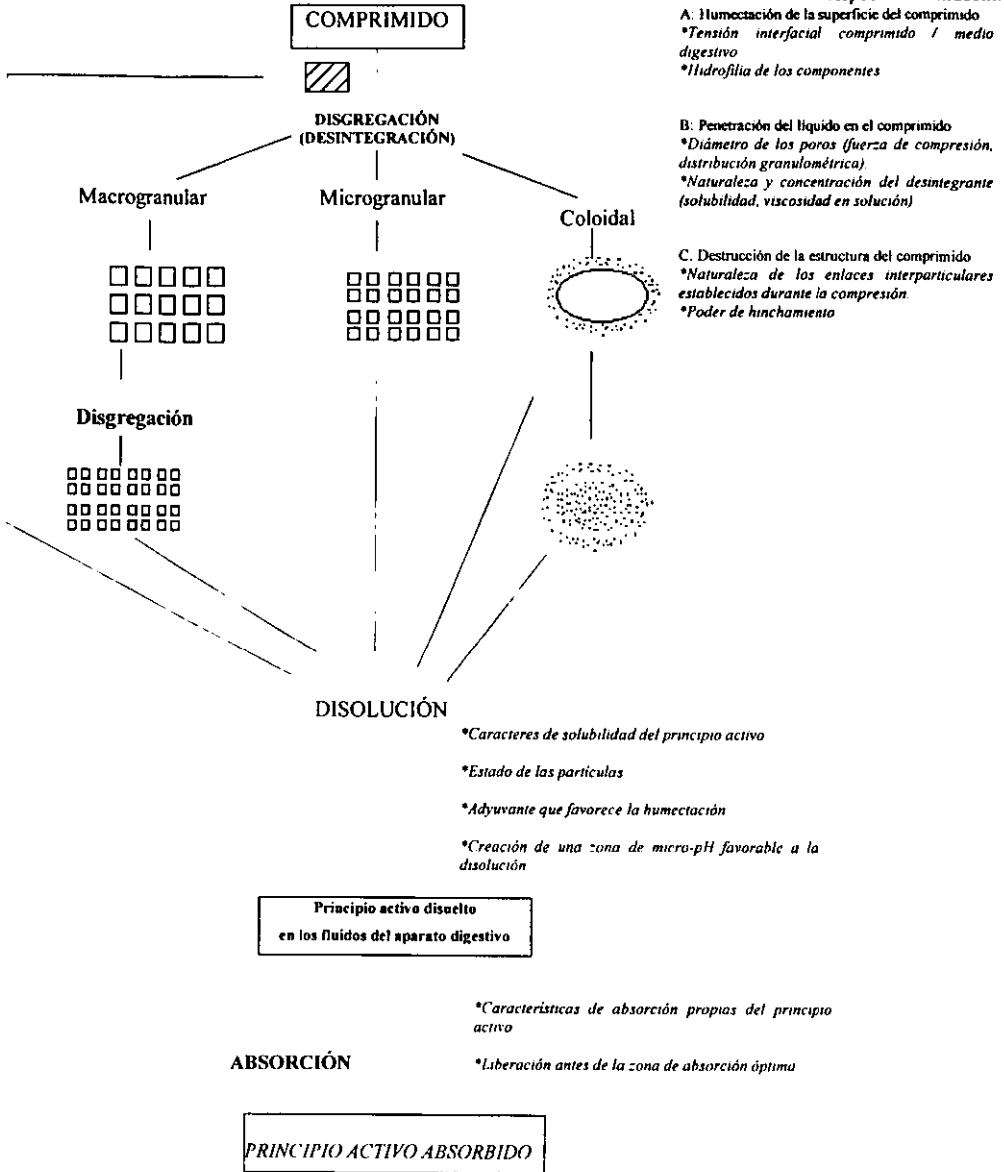 COMPRIMIDO
A: Humectación de la superficie del comprimido
*Tensión interfacial comprimido / medio
digestivo
*Hidrofilia de los componentes
DISGREGACIÓN
(DESINTEGRACIÓN)
B: Penetración del líquido en el comprimido
*Diámetro de los poros (fuerza de compresión,
distribución granulométrica).
*Naturaleza y concentración del desintegrante
(solubilidad, viscosidad en solución)
Macrogranular
Microgranular
Coloidal
C. Destrucción de la estructura del comprimido
*Naturaleza de los enlaces interparticulares
establecidos durante la compresión.
*Poder de hinchamiento
Disgregación
DISOLUCIÓN
*Caracteres de solubilidad del principio activo
*Estado de las partículas
*Adyuvante que favorece la humectación
*Creación de una zona de micro-pH favorable a la
disolución
Principio activo disuelto
en los fluidos del aparato digestivo
*Características de absorción propias del principio
activo
ABSORCIÓN
*Liberación antes de la zona de absorción óptima
PRINCIPIO ACTIVO ABSORBIDO